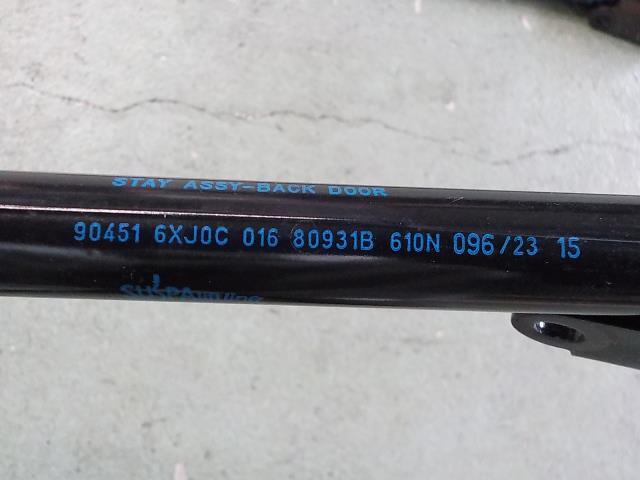 STAY ASSY-BACK DOOR
90451 6XJ0C 016 80931B 610N 096/23 15